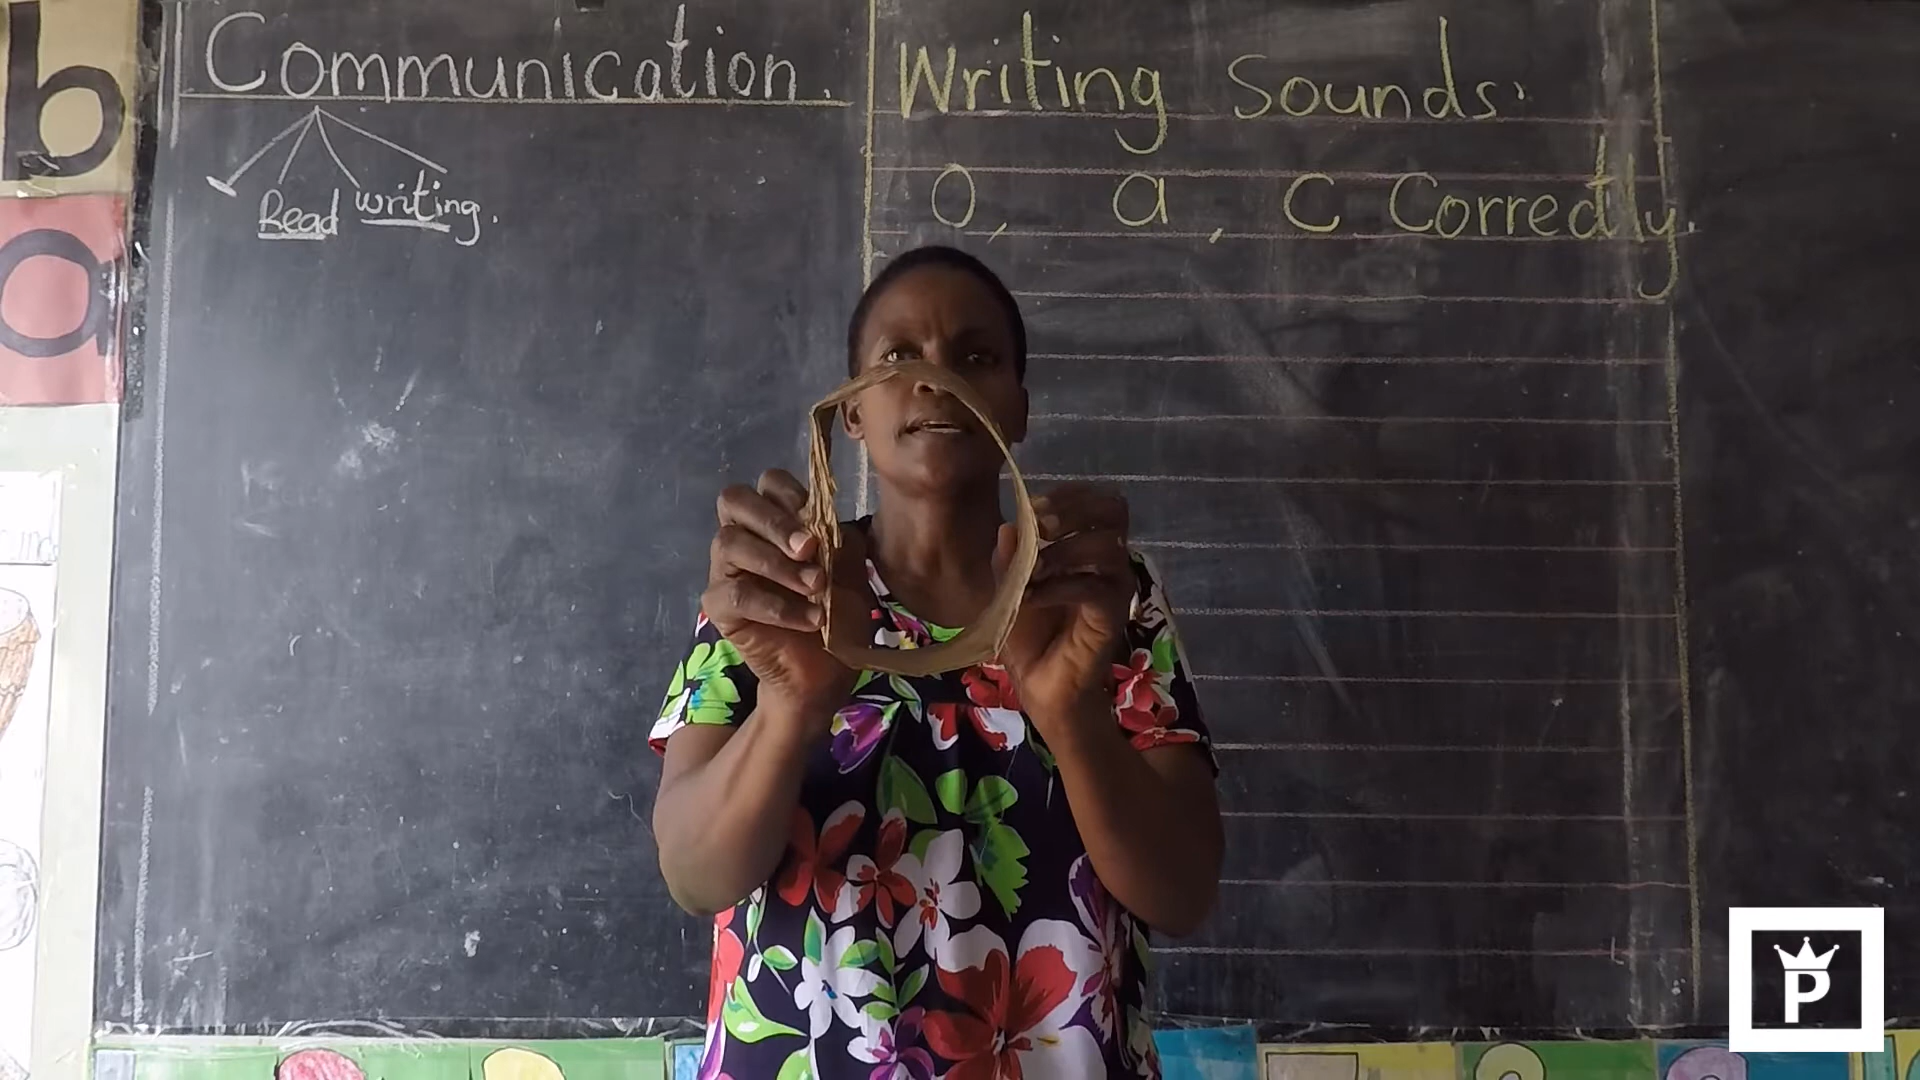 b
a
Communication.
Read writing.
Writing Sounds.
o, a, c Correctly.
P